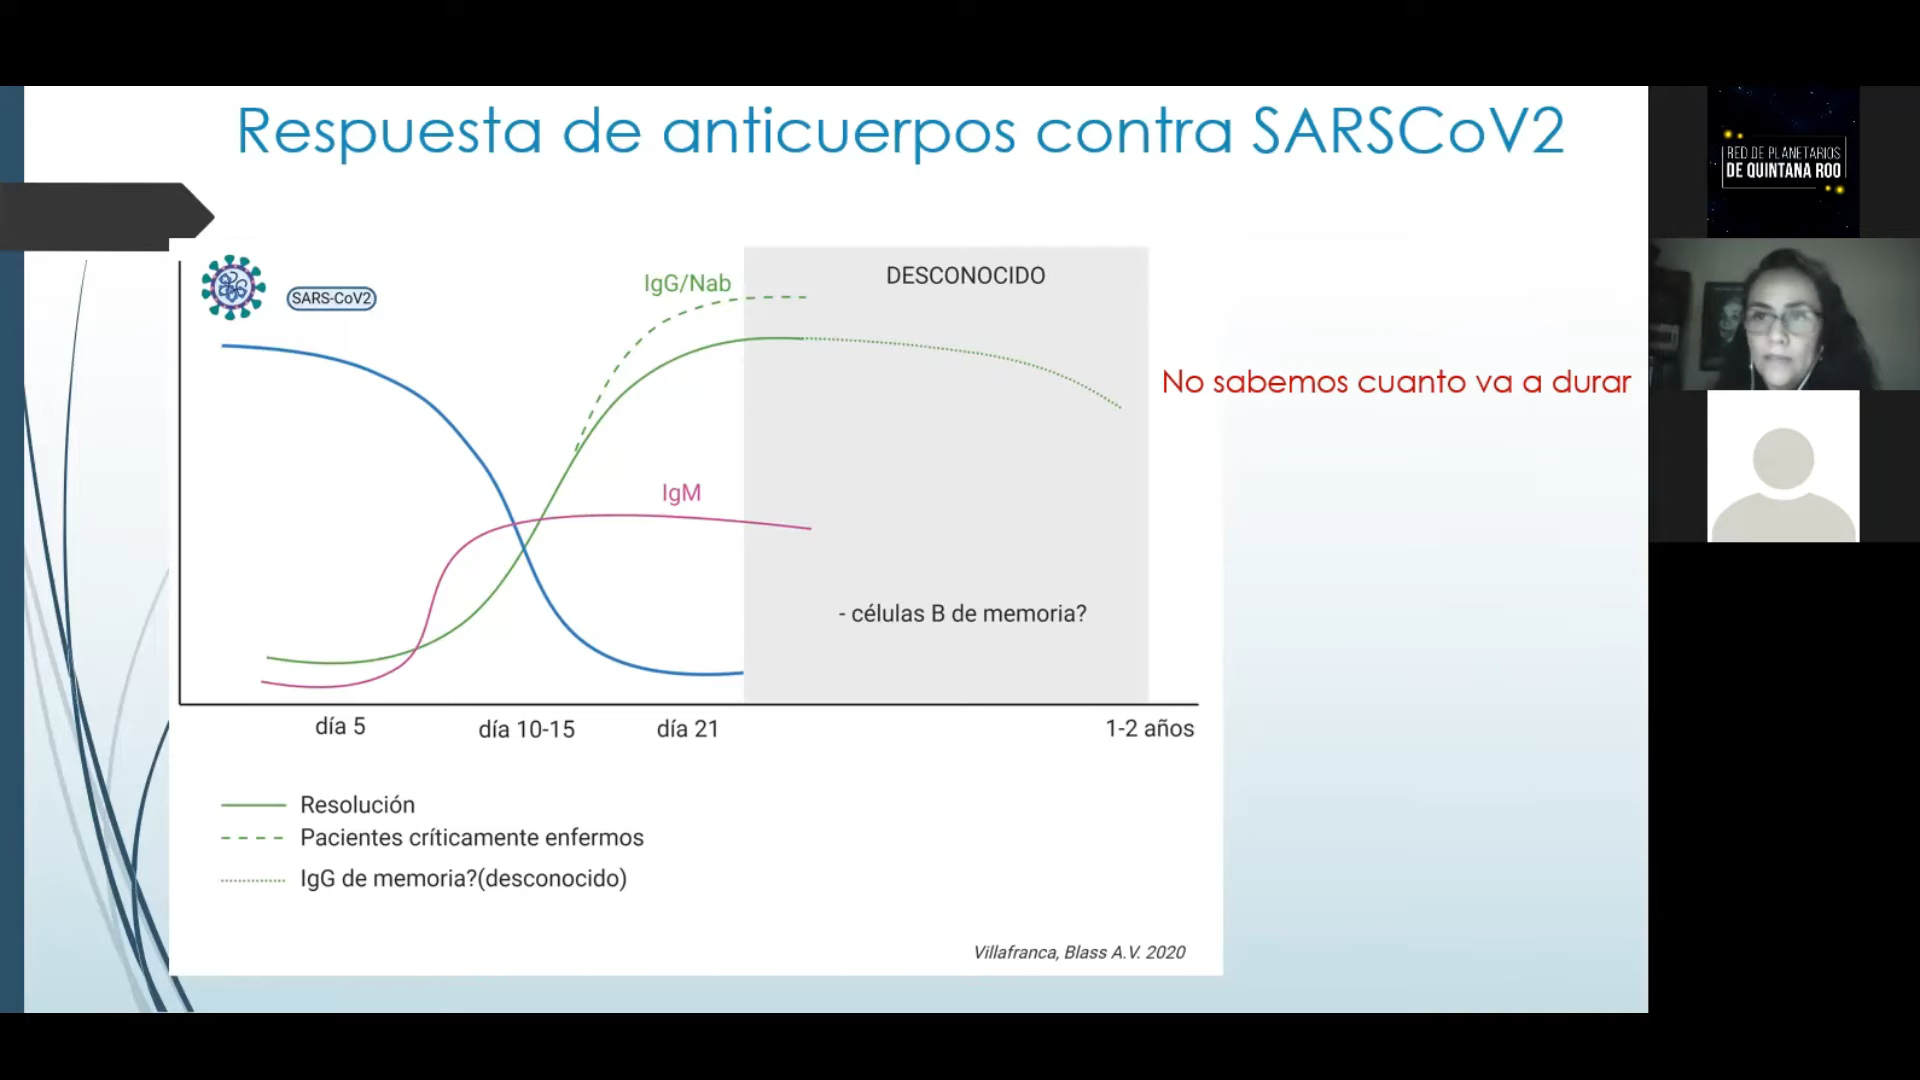 Respuesta de anticuerpos contra SARSCoV2
RED DE PLANETARIOS
DE QUINTANA ROO
SARS-CoV2
IgG/Nab
DESCONOCIDO
No sabemos cuanto va a durar
IgM
- células B de memoria?
día 5
día 10-15
día 21
1-2 años
Resolución
Pacientes críticamente enfermos
IgG de memoria?(desconocido)
Villafranca, Blass A.V. 2020